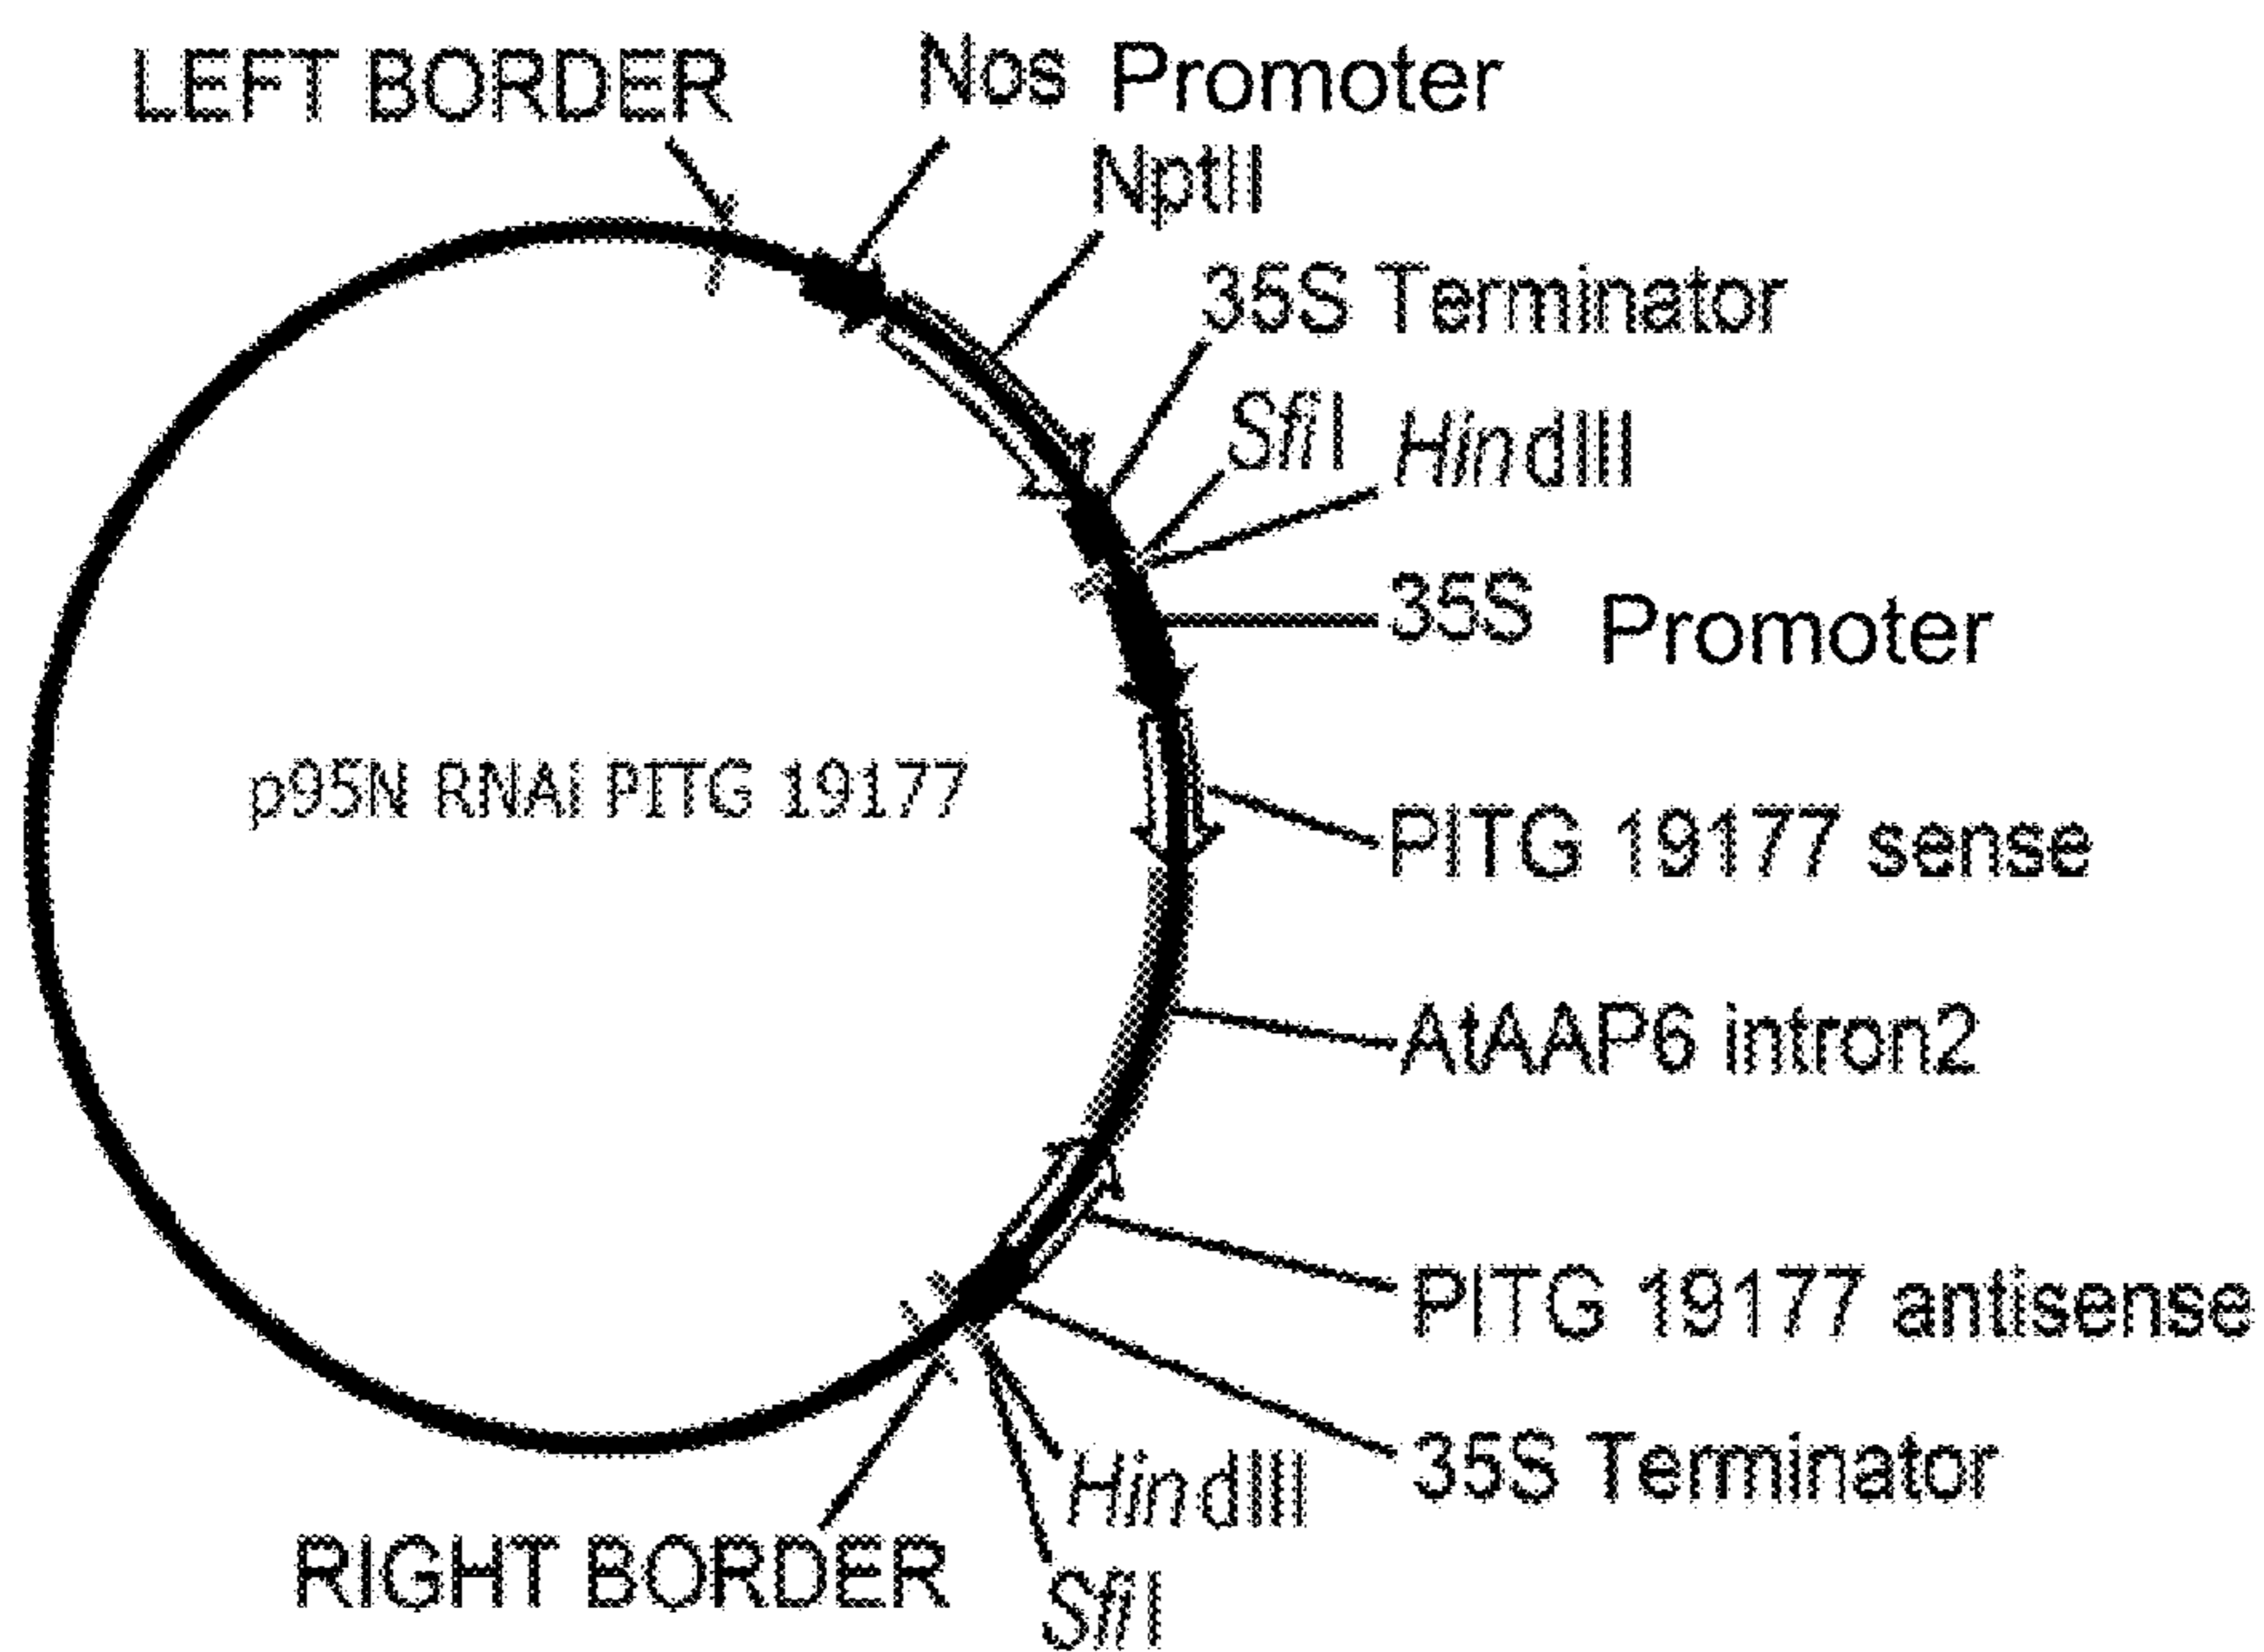 LEFT BORDER
Nos Promoter
NptII
35S Terminator
SfiI
HindIII
35S Promoter
p95N RNAi PITG 19177
PITG 19177 sense
AtAAP6 intron2
PITG 19177 antisense
35S Terminator
HindIII
RIGHT BORDER
SfiI